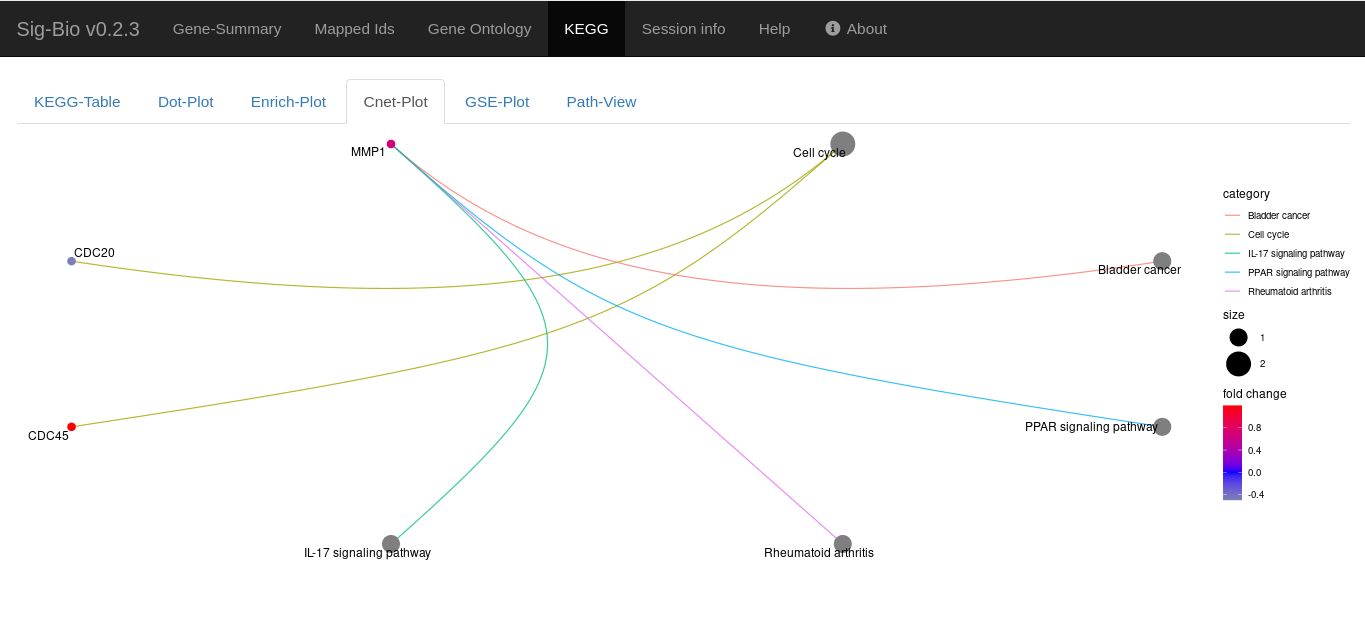 Sig-Bio v0.2.3 Gene-Summary Mapped Ids Gene Ontology KEGG Session info Help About
KEGG-Table Dot-Plot Enrich-Plot Cnet-Plot GSE-Plot Path-View
MMP1
Cell cycle
CDC20
Bladder cancer
CDC45
PPAR signaling pathway
IL-17 signaling pathway
Rheumatoid arthritis
category
Bladder cancer
Cell cycle
IL-17 signaling pathway
PPAR signaling pathway
Rheumatoid arthritis
size
1
2
fold change
0.8
0.4
0.0
-0.4